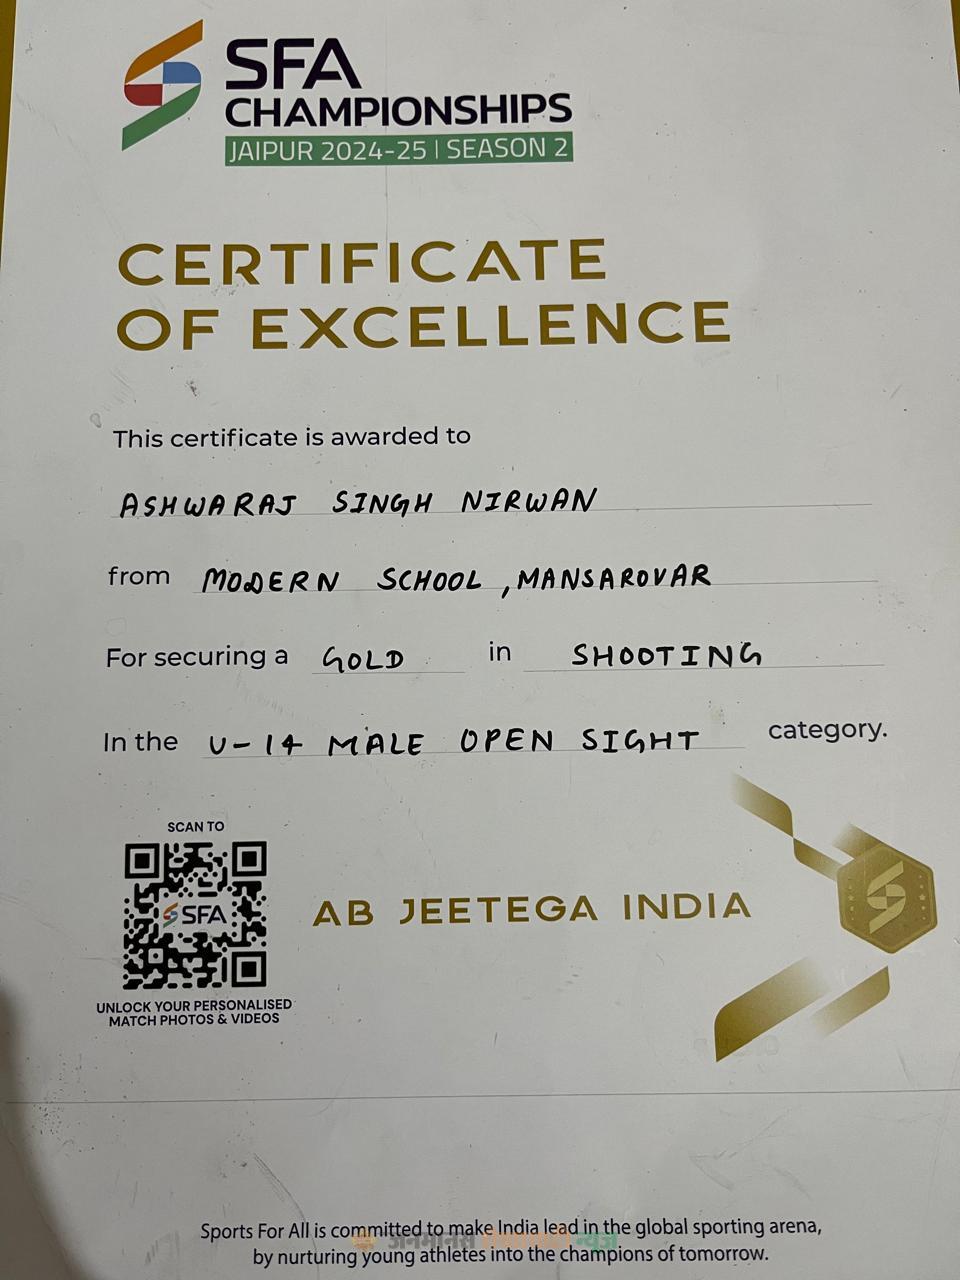 SFA
CHAMPIONSHIPS
JAIPUR 2024-25 | SEASON 2
CERTIFICATE
OF EXCELLENCE
This certificate is awarded to
ASHWARAJ SINGH NIRWAN
from MODERN SCHOOL, MANSAROVAR
For securing a GOLD in SHOOTING
In the U-14 MALE OPEN SIGHT category.
SCAN TO
SFA
UNLOCK YOUR PERSONALISED
MATCH PHOTOS & VIDEOS
AB JEETEGA INDIA
Sports For All is committed to make India lead in the global sporting arena,
जनमानस न्यूज़
by nurturing young athletes into the champions of tomorrow.